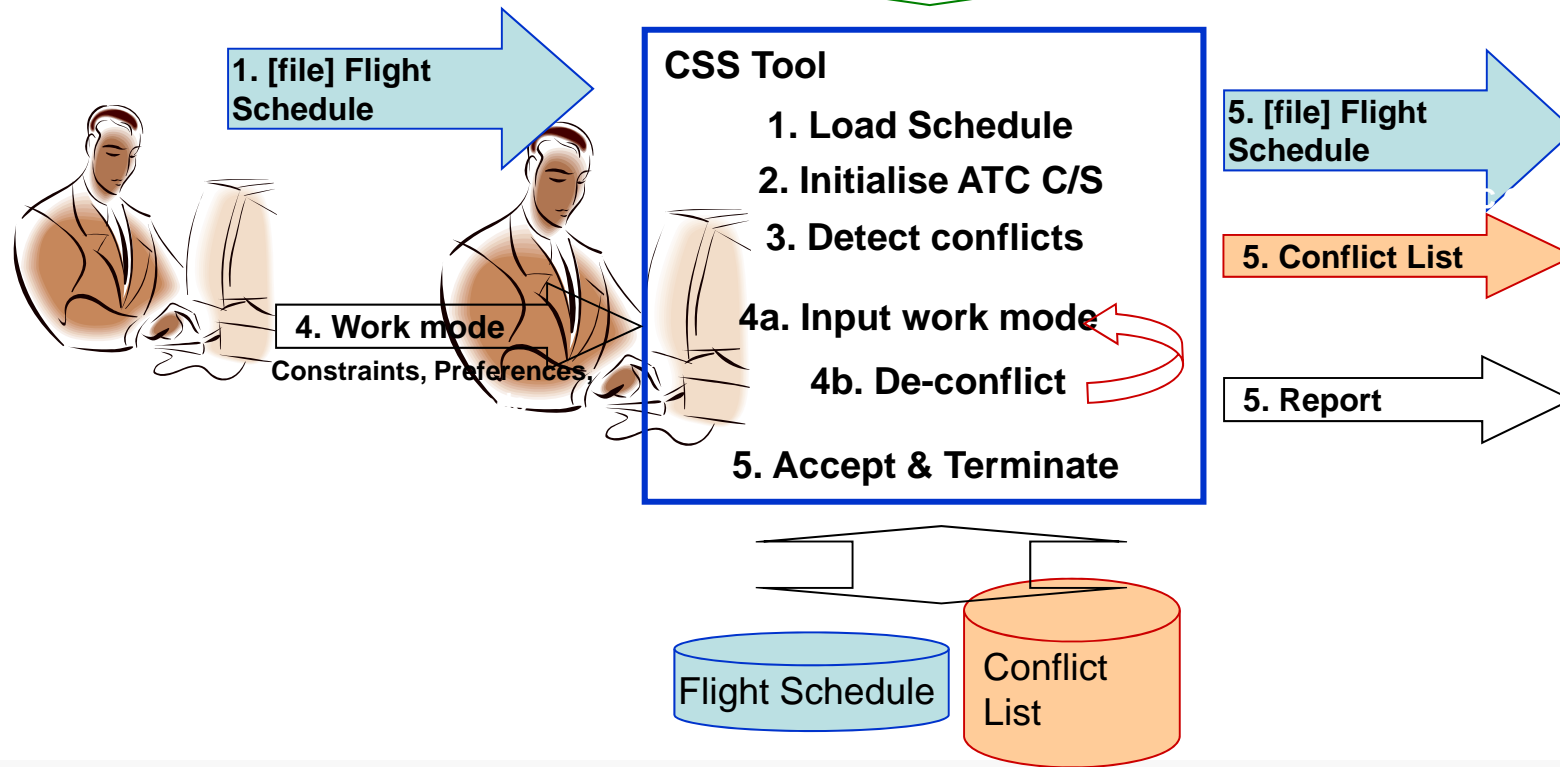 1. [file] Flight
Schedule
CSS Tool
1. Load Schedule
2. Initialise ATC C/S
3. Detect conflicts
4a. Input work mode
4b. De-conflict
5. Accept & Terminate
4. Work mode
Constraints, Preferences,
5. [file] Flight
Schedule
5. Conflict List
5. Report
Flight Schedule
Conflict
List